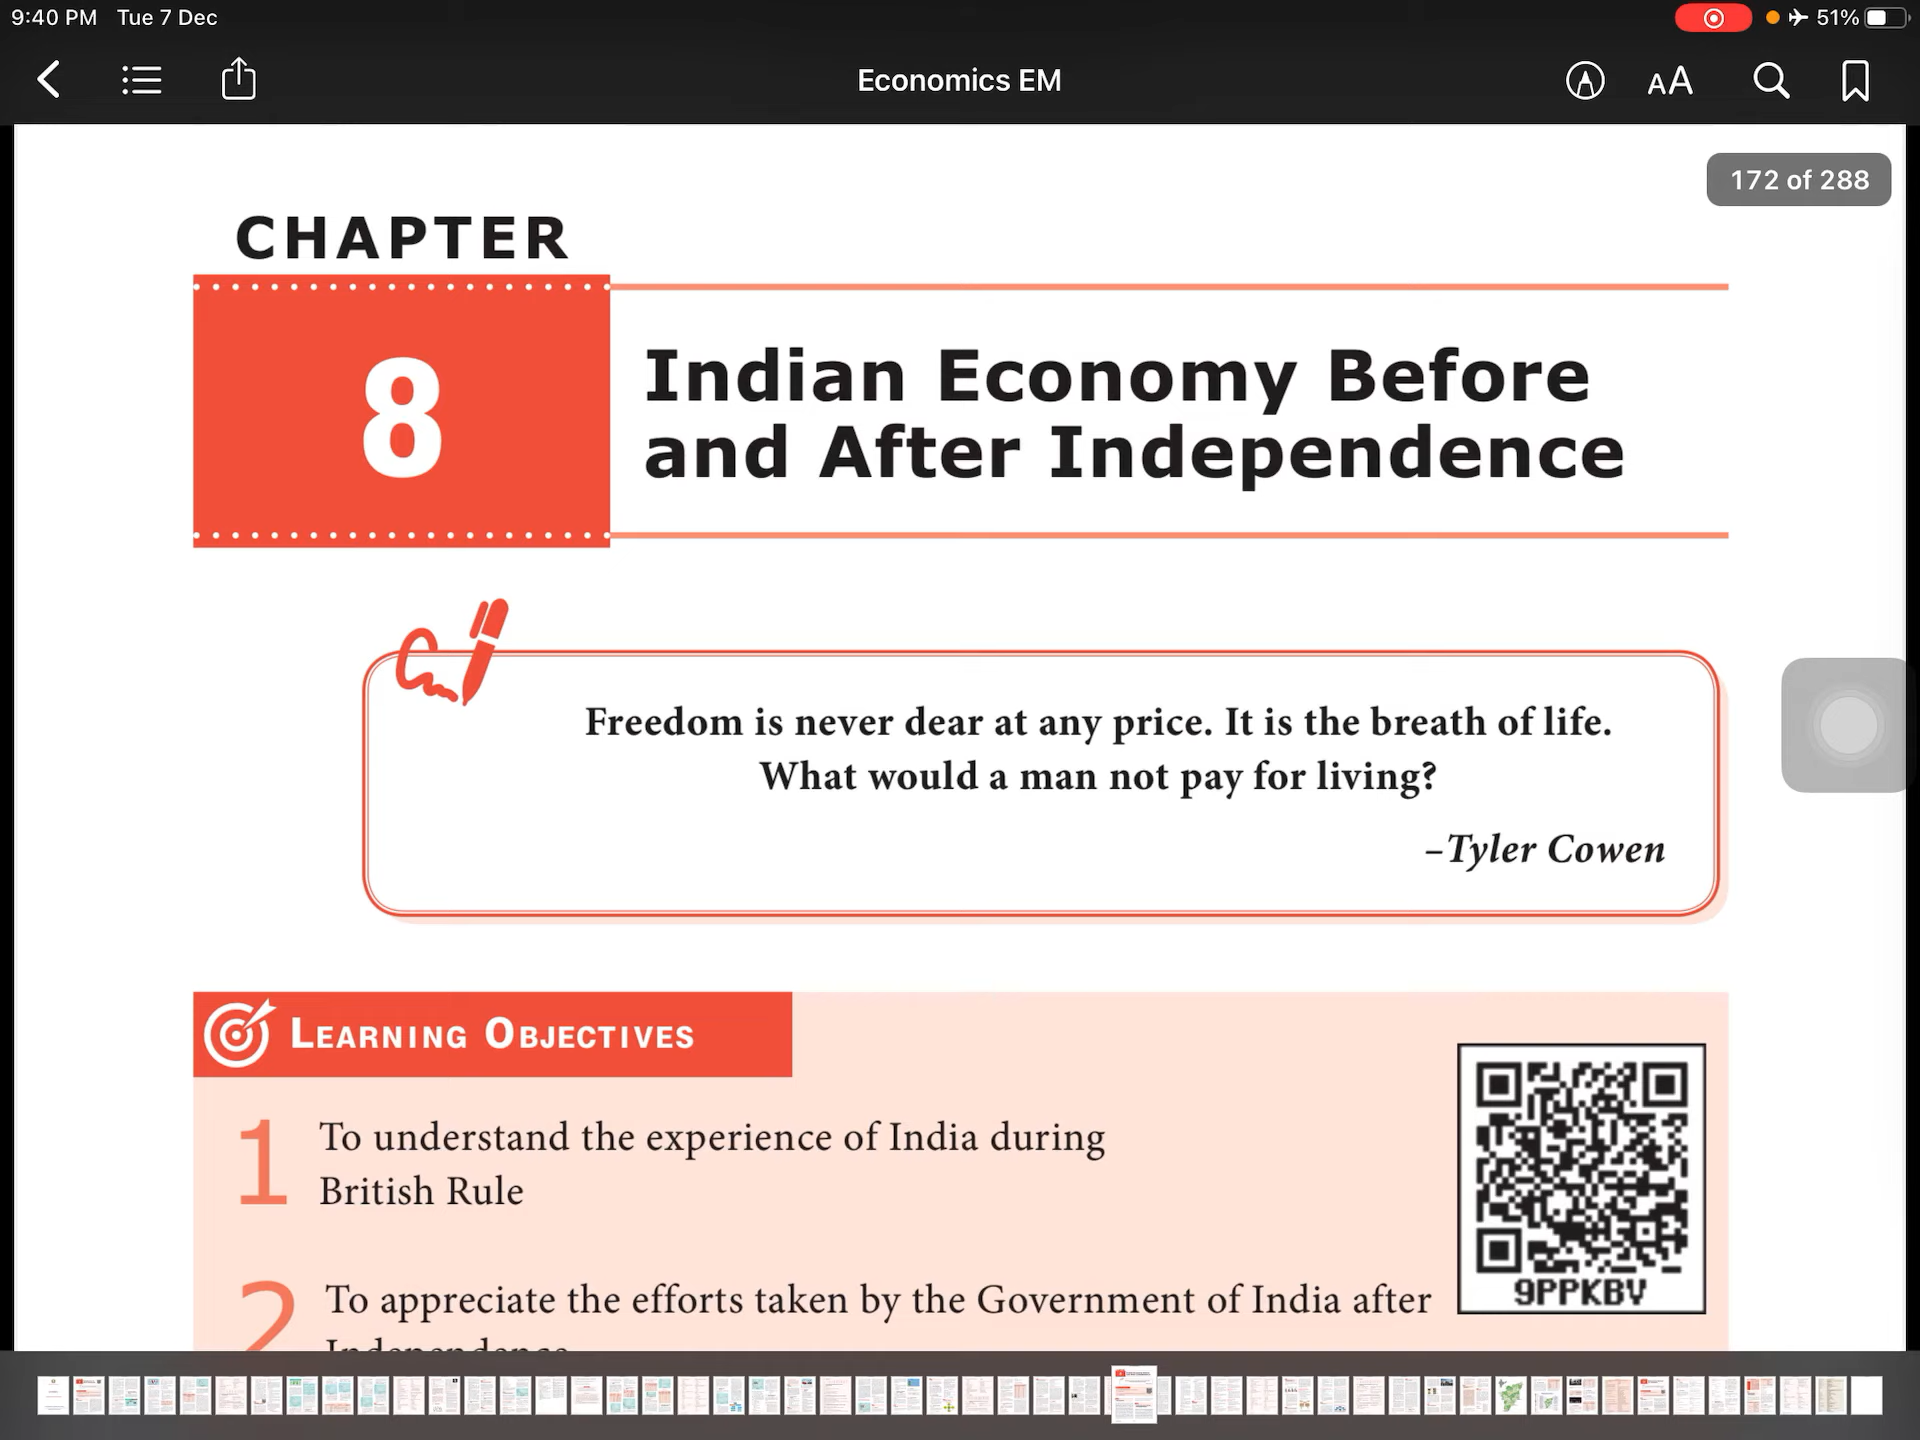 9:40 PM Tue 7 Dec
51%
Economics EM
172 of 288
CHAPTER
8
Indian Economy Before
and After Independence
Freedom is never dear at any price. It is the breath of life.
What would a man not pay for living?
–Tyler Cowen
LEARNING OBJECTIVES
1 To understand the experience of India during
British Rule
2 To appreciate the efforts taken by the Government of India after
Independence
9PPKBV